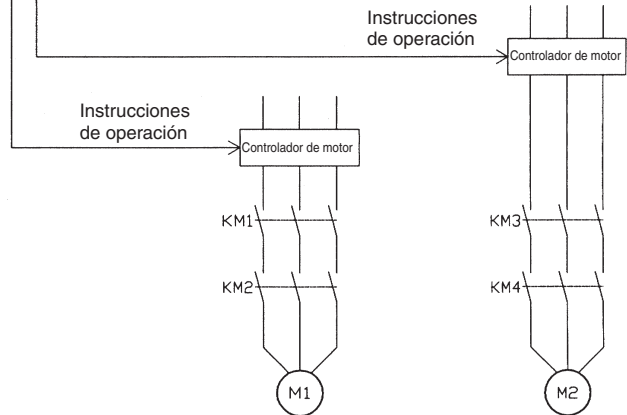 Instrucciones
de operación
Controlador de motor
Instrucciones
de operación
Controlador de motor
KM1
KM3
KM2
KM4
M1
M2